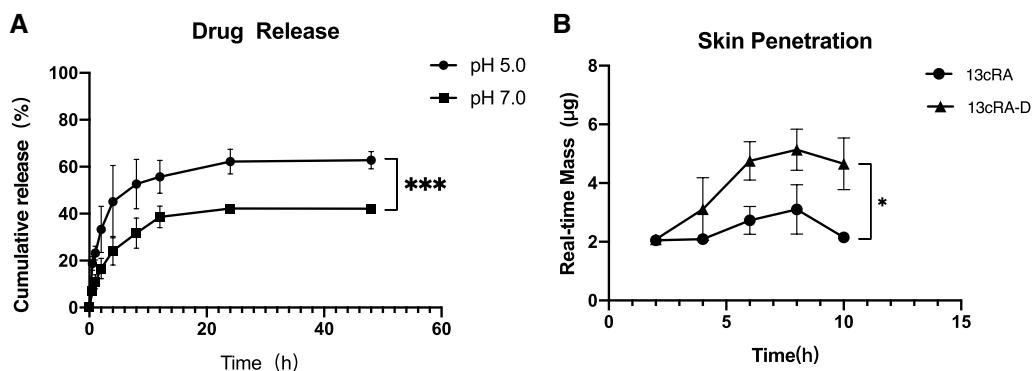 A
Drug Release
pH 5.0
pH 7.0
Cumulative release (%)
100
80
60
40
20
0
0 20 40 60
Time (h)
***
B
Skin Penetration
13cRA
13cRA-D
Real-time Mass (μg)
8
6
4
2
0
0 5 10 15
Time(h)
*